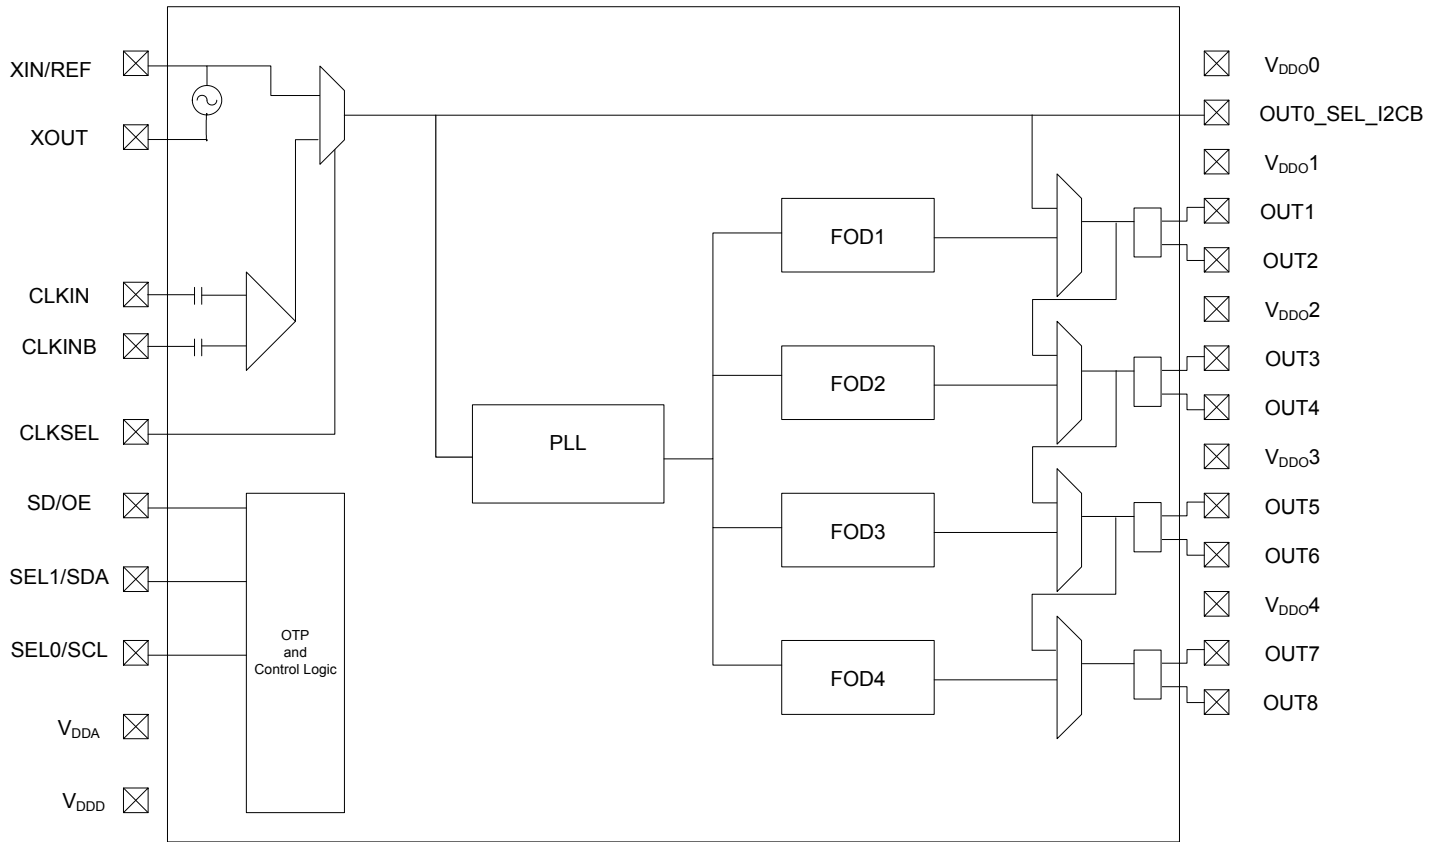 XIN/REF
XOUT
CLKIN
CLKINB
CLKSEL
SD/OE
SEL1/SDA
SEL0/SCL
VDDA
VDDD
OTP
and
Control Logic
PLL
FOD1
FOD2
FOD3
FOD4
VDDO0
OUT0_SEL_I2CB
VDDO1
OUT1
OUT2
VDDO2
OUT3
OUT4
VDDO3
OUT5
OUT6
VDDO4
OUT7
OUT8